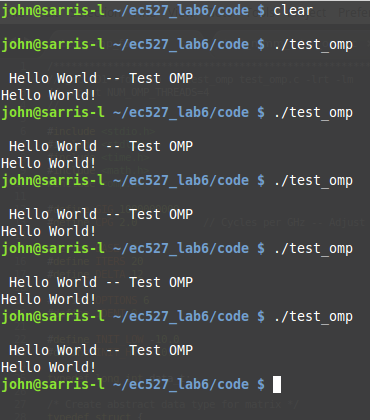 john@sarris-l ~/ec527_lab6/code $ clear
john@sarris-l ~/ec527_lab6/code $ ./test_omp
Hello World -- Test OMP
Hello World!
john@sarris-l ~/ec527_lab6/code $ ./test_omp
Hello World -- Test OMP
Hello World!
john@sarris-l ~/ec527_lab6/code $ ./test_omp
Hello World -- Test OMP
Hello World!
john@sarris-l ~/ec527_lab6/code $ ./test_omp
Hello World -- Test OMP
Hello World!
john@sarris-l ~/ec527_lab6/code $ ./test_omp
Hello World -- Test OMP
Hello World!
john@sarris-l ~/ec527_lab6/code $